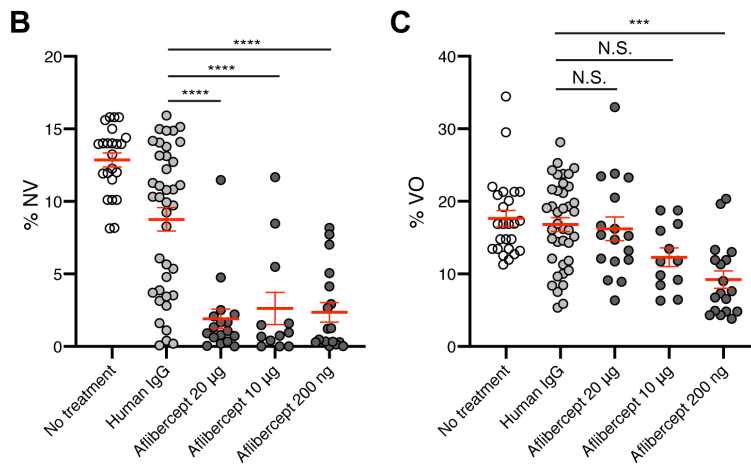 B
% NV
20
15
10
5
0
****
****
****
No treatment
Human IgG
Aflibercept 20 µg
Aflibercept 10 µg
Aflibercept 200 ng
C
% VO
40
30
20
10
0
***
N.S.
N.S.
No treatment
Human IgG
Aflibercept 20 µg
Aflibercept 10 µg
Aflibercept 200 ng